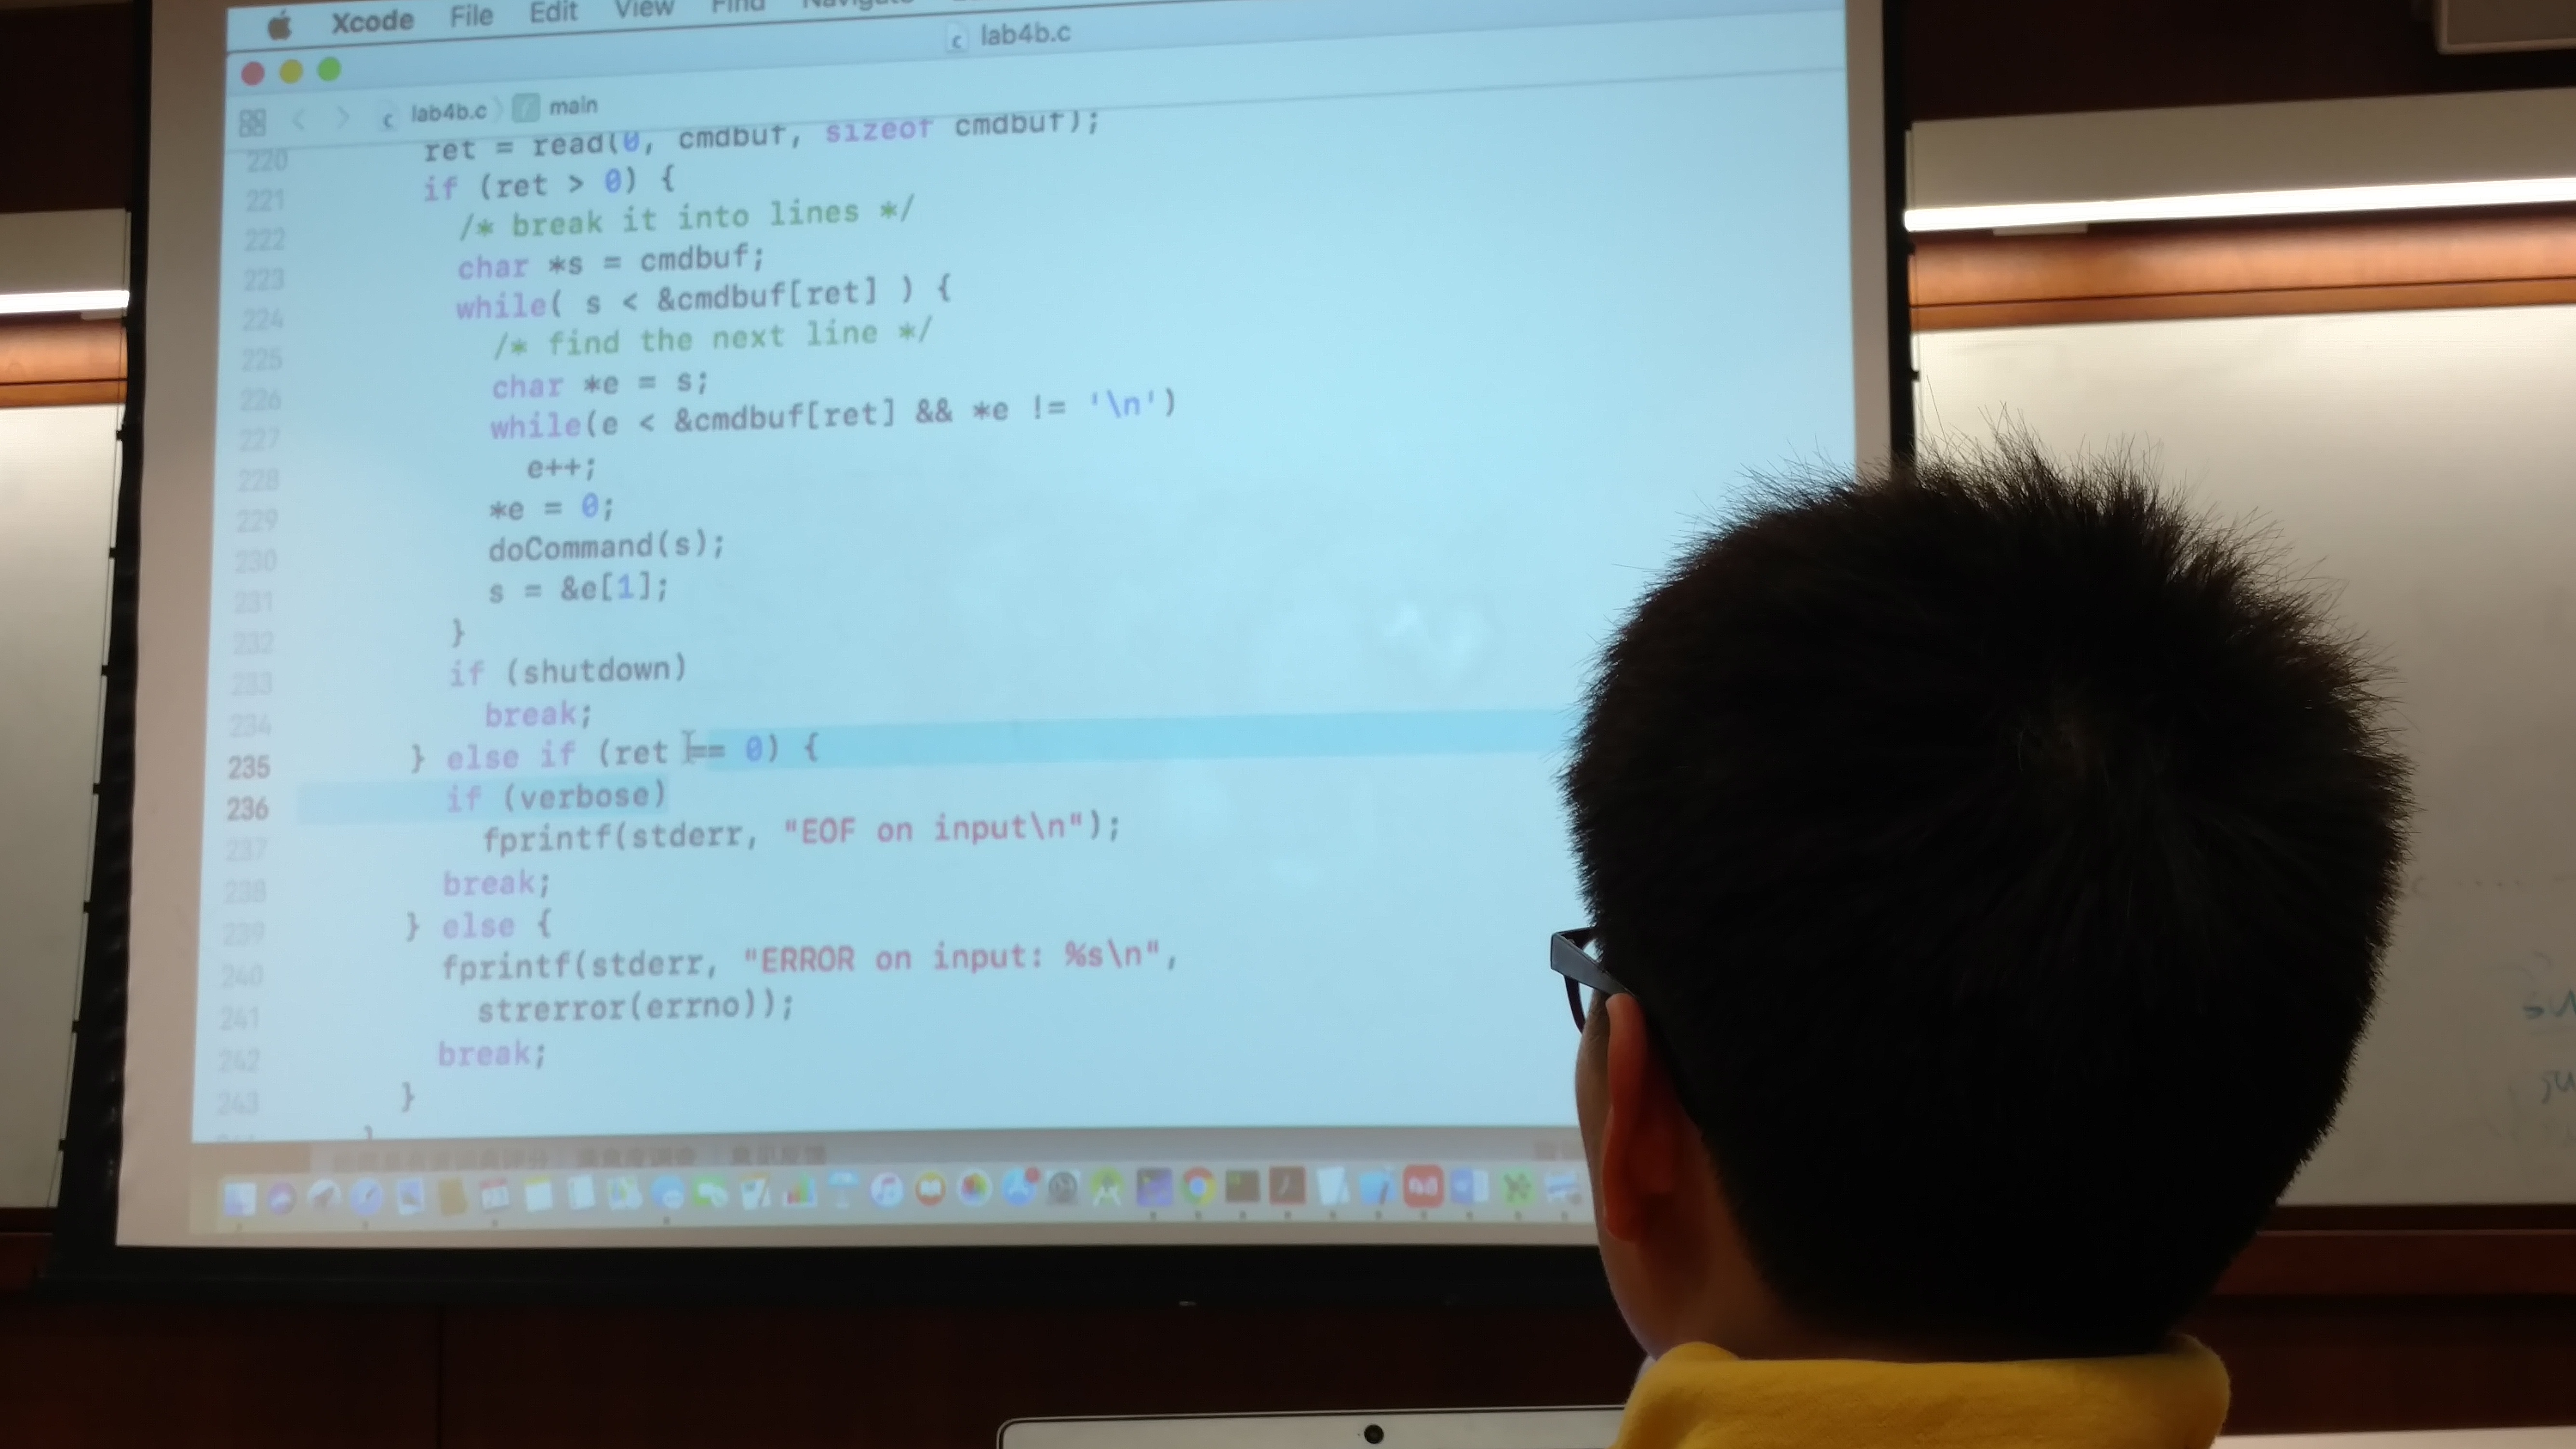 Xcode File Edit View Find Navigate
lab4b.c
lab4b.c main
220 ret = read(0, cmdbuf, sizeof cmdbuf);
221 if (ret > 0) {
222 /* break it into lines */
223 char *s = cmdbuf;
224 while( s < &cmdbuf[ret] ) {
225 /* find the next line */
226 char *e = s;
227 while(e < &cmdbuf[ret] && *e != '\n')
228 e++;
229 *e = 0;
230 doCommand(s);
231 s = &e[1];
232 }
233 if (shutdown)
234 break;
235 } else if (ret == 0) {
236 if (verbose)
237 fprintf(stderr, "EOF on input\n");
238 break;
239 } else {
240 fprintf(stderr, "ERROR on input: %s\n",
241 strerror(errno));
242 break;
243 }
}